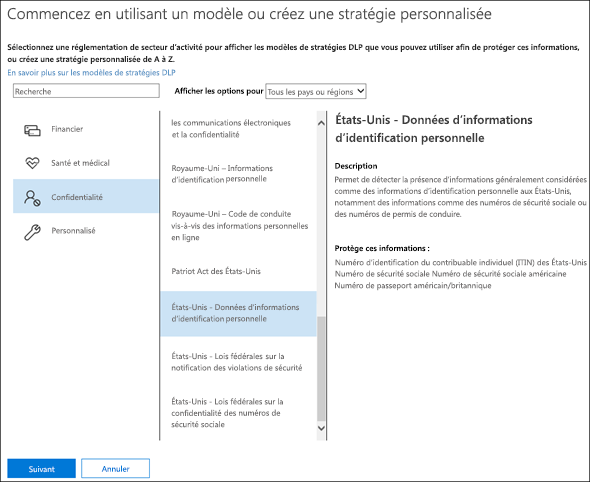 Commencez en utilisant un modèle ou créez une stratégie personnalisée
Sélectionnez une réglementation de secteur d'activité pour afficher les modèles de stratégies DLP que vous pouvez utiliser afin de protéger ces informations,
ou créez une stratégie personnalisée de A à Z.
En savoir plus sur les modèles de stratégies DLP
Recherche
Afficher les options pour
Tous les pays ou régions
Financier
Santé et médical
Confidentialité
Personnalisé
les communications électroniques
et la confidentialité
Royaume-Uni – Informations
d'identification personnelle
Royaume-Uni – Code de conduite
vis-à-vis des informations personnelles
en ligne
Patriot Act des États-Unis
États-Unis - Données d'informations
d'identification personnelle
États-Unis - Lois fédérales sur la
notification des violations de sécurité
États-Unis - Lois fédérales sur la
confidentialité des numéros de
sécurité sociale
États-Unis - Données d'informations
d'identification personnelle
Description
Permet de détecter la présence d'informations généralement considérées
comme des informations d'identification personnelle aux États-Unis,
notamment des informations comme des numéros de sécurité sociale ou
des numéros de permis de conduire.
Protège ces informations :
Numéro d'identification du contribuable individuel (ITIN) des États-Unis
Numéro de sécurité sociale Numéro de sécurité sociale américaine
Numéro de passeport américain/britannique
Suivant
Annuler